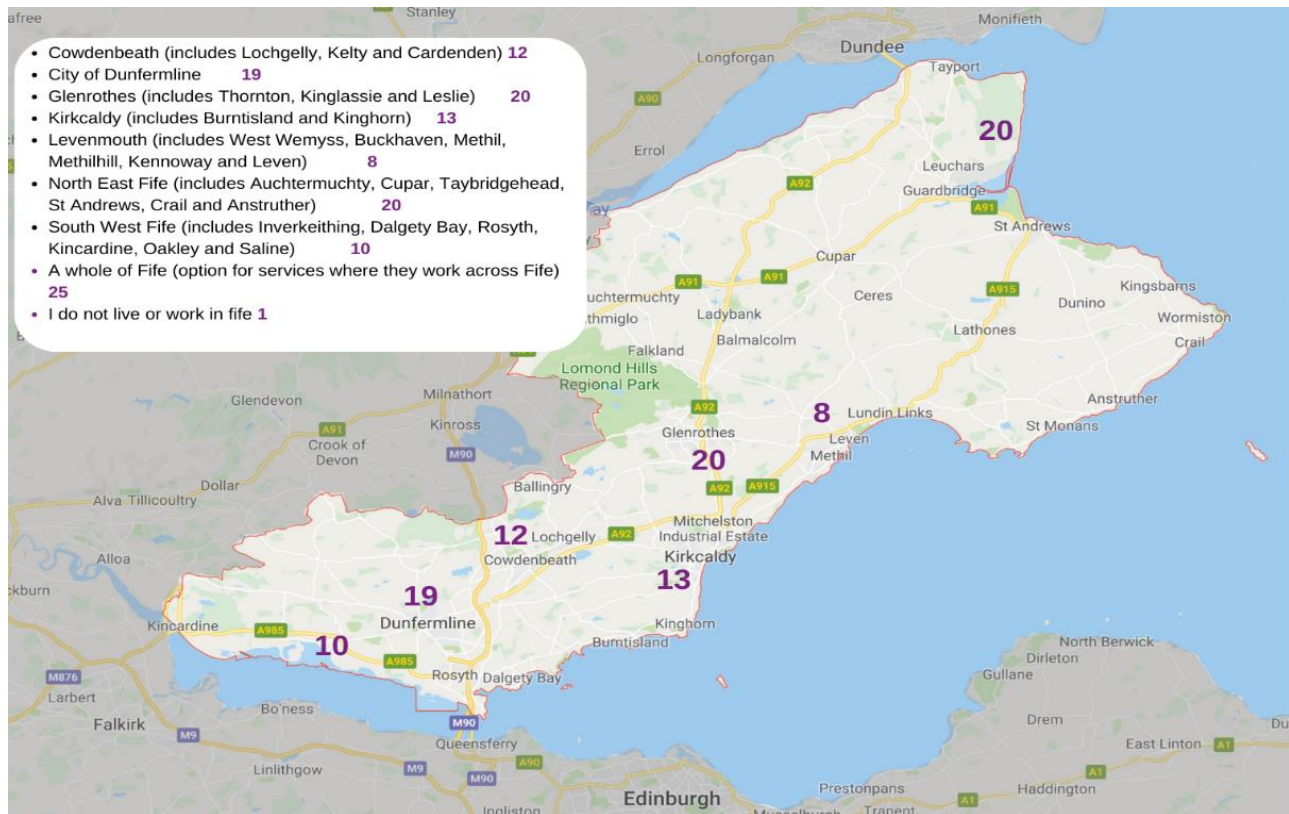 afree
Stanley
Monifieth
Dundee
Longforgan
Tayport
A90
Errol
• Cowdenbeath (includes Lochgelly, Kelty and Cardenden) 12
• City of Dunfermline 19
• Glenrothes (includes Thornton, Kinglassie and Leslie) 20
• Kirkcaldy (includes Burntisland and Kinghorn) 13
• Levenmouth (includes West Wemyss, Buckhaven, Methil,
Methilhill, Kennoway and Leven) 8
• North East Fife (includes Auchtermuchty, Cupar, Taybridgehead,
St Andrews, Crail and Anstruther) 20
• South West Fife (includes Inverkeithing, Dalgety Bay, Rosyth,
Kincardine, Oakley and Saline) 10
• A whole of Fife (option for services where they work across Fife)
25
• I do not live or work in fife 1
20
Leuchars
A92
Guardbridge
A91
St Andrews
Cupar
A91
A91
uchtermuchty
Ceres
A915
Kingsbarns
Dunino
thmiglo
Ladybank
Wormiston
Lathones
Balmalcolm
Crail
Falkland
Lomond Hills
Regional Park
Milnathort
Glendevon
Anstruther
A92
8
Lundin Links
Kinross
St Monans
A91
Glenrothes
Leven
Crook of
Devon
M90
20
Methil
Dollar
Ballingry
A92
A915
Alva Tillicoultry
Mitchelston
Industrial Estate
12
Lochgelly
A92
Cowdenbeath
Kirkcaldy
Alloa
13
ckburn
19
Dunfermline
Kincardine
A985
10
Kinghorn
Burntisland
North Berwick
Dirleton
A985
Gullane
M876
Rosyth
Dalgety Bay
Larbert
Bo'ness
Falkirk
M90
Drem
Du
M9
Queensferry
East Linton
A1
Linlithgow
M9
A90
M90
A1
Prestonpans
Haddington
Edinburgh
A1
Ingliston
Musselburgh
Tranent